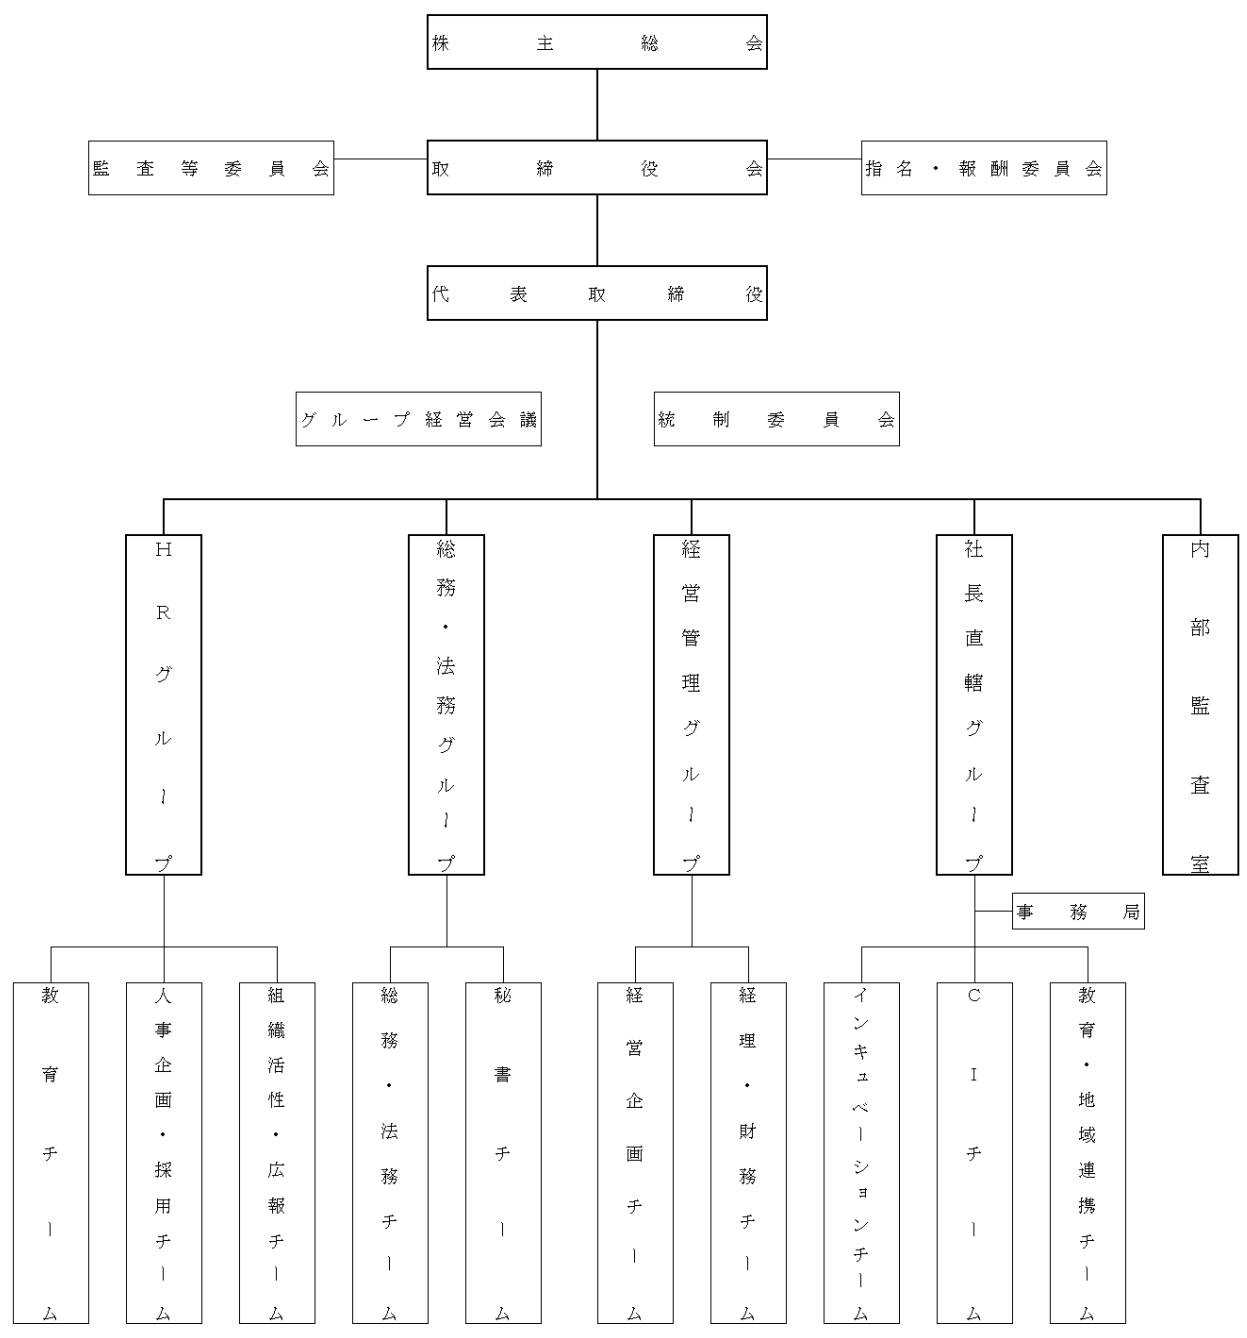 株主総会
監査等委員会
取締役会
指名・報酬委員会
代表取締役
グループ経営会議
統制委員会
HRグループ
総務・法務グループ
経営管理グループ
社長直轄グループ
内部監査室
事務局
教育チーム
人事企画・採用チーム
組織活性・広報チーム
総務・法務チーム
秘書チーム
経営企画チーム
経理・財務チーム
インキュベーションチーム
CIチーム
教育・地域連携チーム